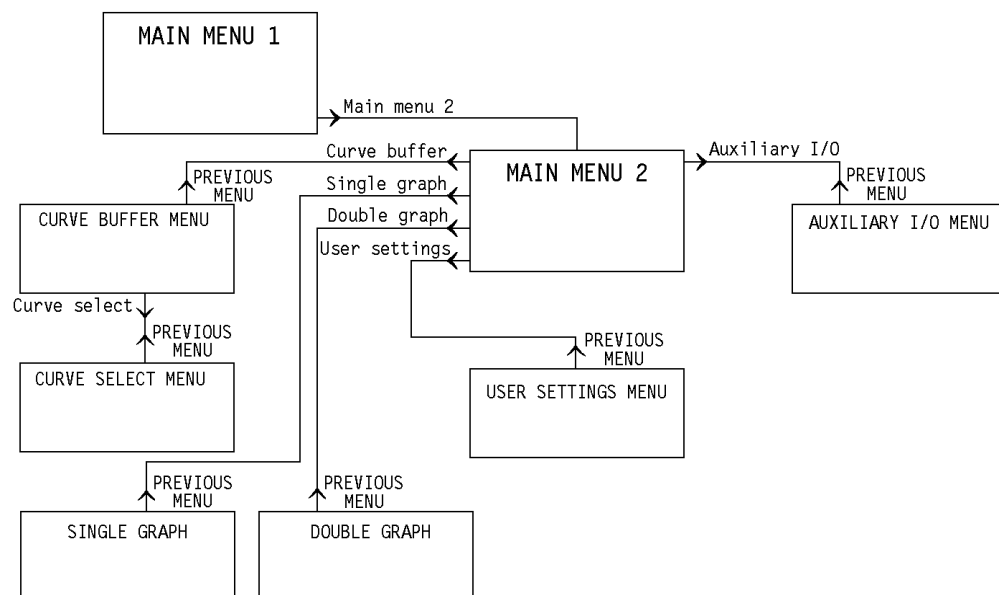 MAIN MENU 1
Main menu 2
Curve buffer
Auxiliary I/O
MAIN MENU 2
PREVIOUS
MENU
Single graph
PREVIOUS
MENU
CURVE BUFFER MENU
Double graph
AUXILIARY I/O MENU
User settings
Curve select
PREVIOUS
MENU
PREVIOUS
MENU
CURVE SELECT MENU
USER SETTINGS MENU
PREVIOUS
MENU
PREVIOUS
MENU
SINGLE GRAPH
DOUBLE GRAPH